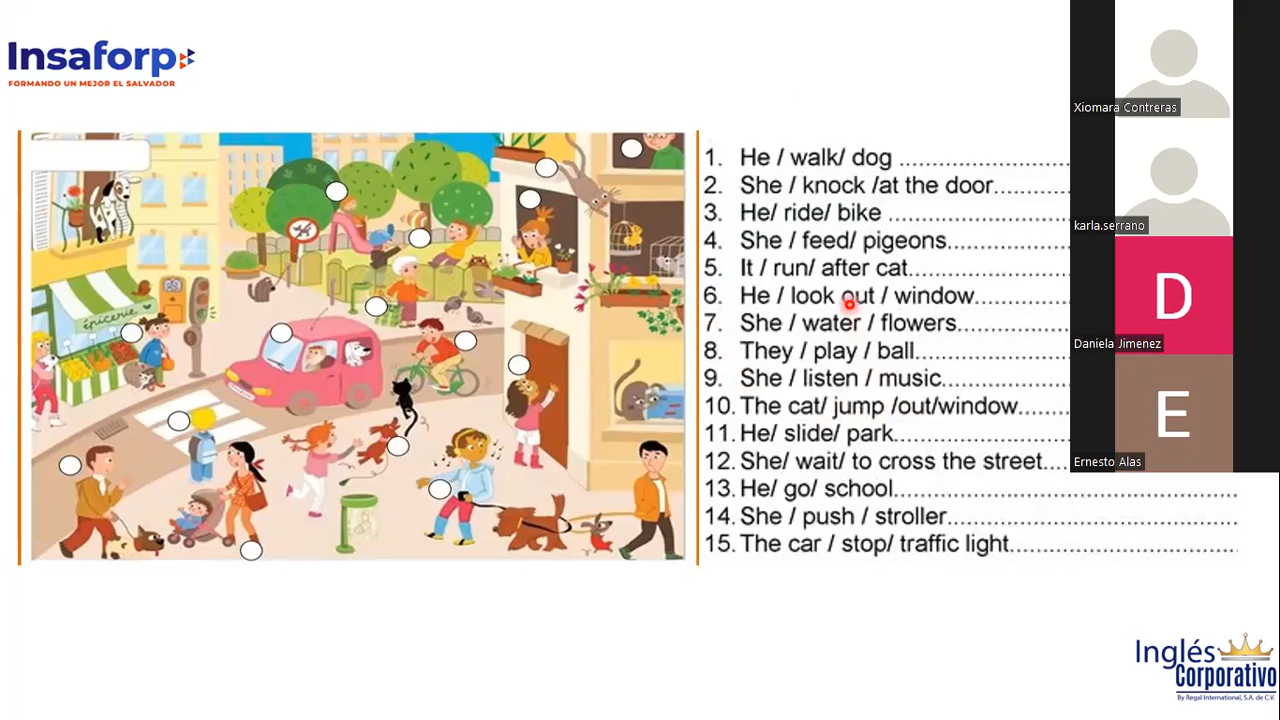 Insaforp
FORMANDO UN MEJOR EL SALVADOR
épicerie
1. He / walk/ dog ........................
2. She / knock /at the door.............
3. He/ ride/ bike ..........................
4. She / feed/ pigeons...................
5. It / run/ after cat........................
6. He / look out / window...............
7. She / water / flowers.................
8. They / play / ball.......................
9. She / listen / music...................
10. The cat/ jump /out/window........
11. He/ slide/ park..........................
12. She/ wait/ to cross the street....
13. He/ go/ school..................................................
14. She / push / stroller..........................................
15. The car / stop/ traffic light.................................
Xiomara Contreras
karla.serrano
D
Daniela Jimenez
E
Ernesto Alas
Inglés
Corporativo
By Regal International, S.A. de C.V.